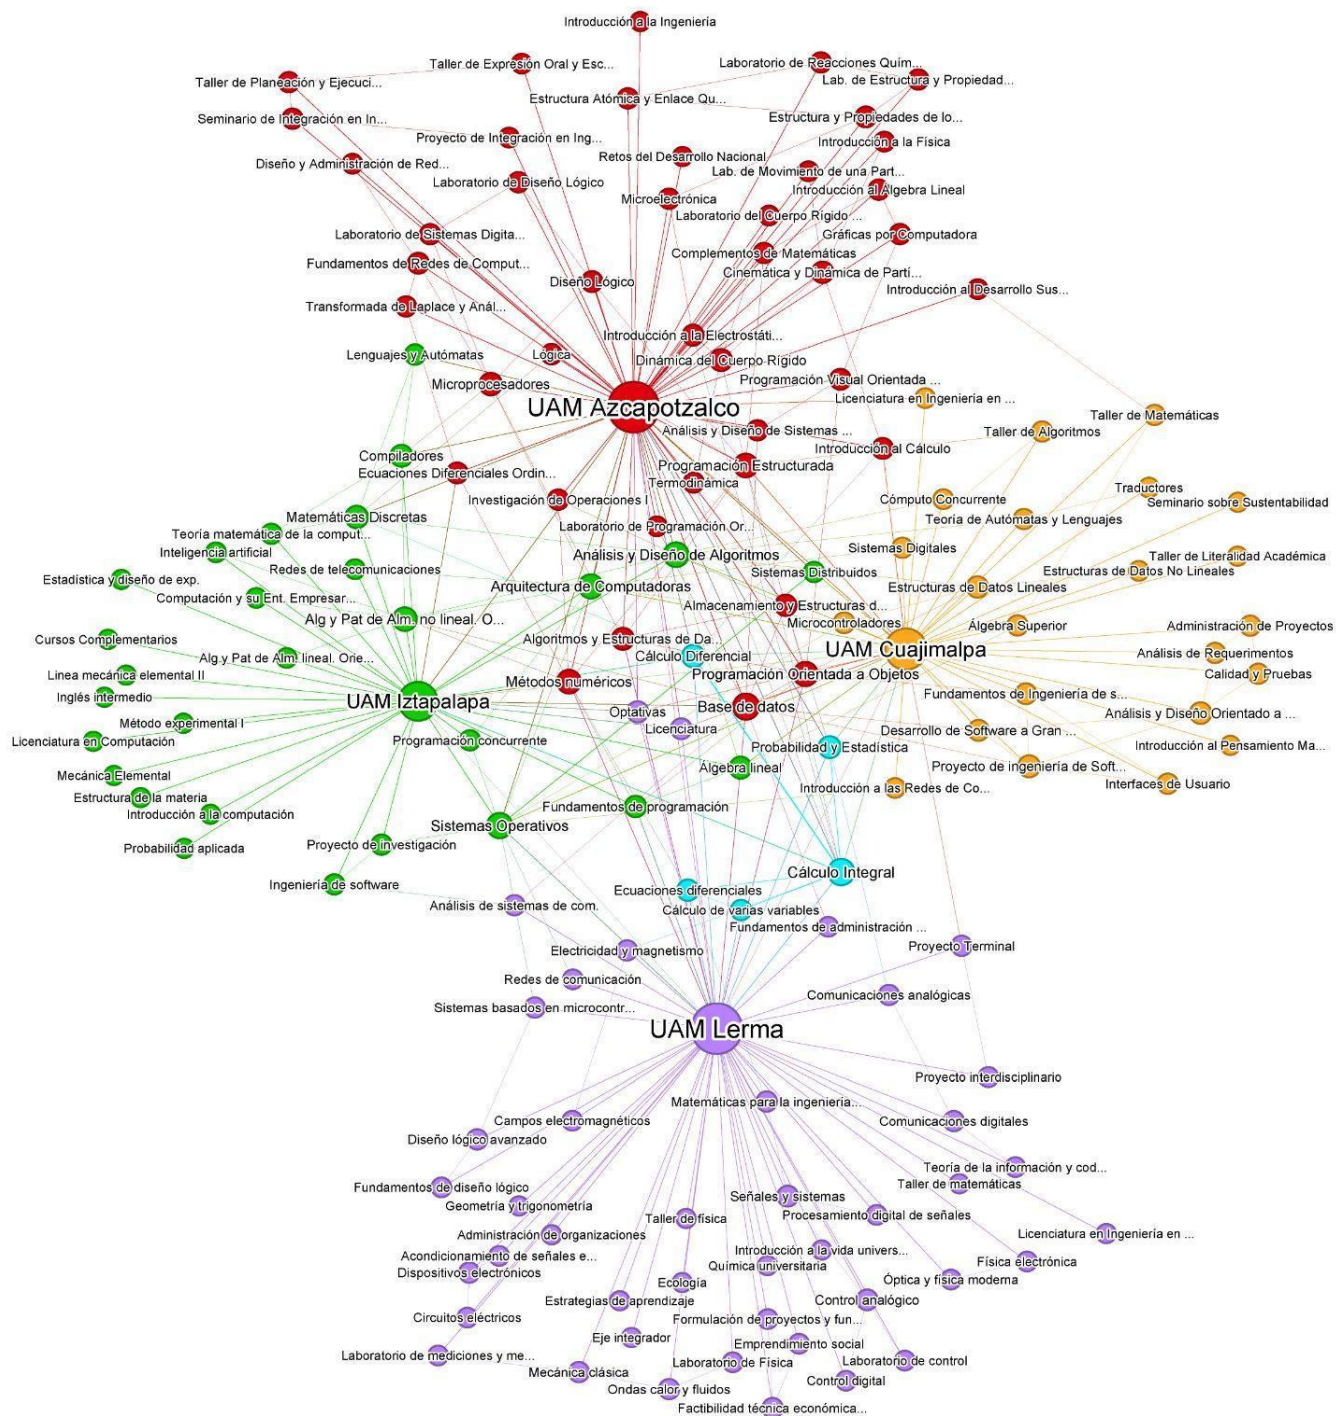 Introducción a la Ingeniería
Taller de Expresión Oral y Esc...
Laboratorio de Reacciones Quím...
Taller de Planeación y Ejecuci...
Lab. de Estructura y Propiedad...
Estructura Atómica y Enlace Qu...
Seminario de Integración en In...
Estructura y Propiedades de lo...
Proyecto de Integración en Ing...
Introducción a la Física
Retos del Desarrollo Nacional
Diseño y Administración de Red...
Lab. de Movimiento de una Part...
Laboratorio de Diseño Lógico
Introducción al Álgebra Lineal
Microelectrónica
Laboratorio del Cuerpo Rígido ...
Laboratorio de Sistemas Digita...
Gráficas por Computadora
Complementos de Matemáticas
Fundamentos de Redes de Comput...
Cinemática y Dinámica de Partí...
Diseño Lógico
Introducción al Desarrollo Sus...
Transformada de Laplace y Anál...
Introducción a la Electrostáti...
Lenguajes y Autómatas
Lógica
Dinámica del Cuerpo Rígido
Microprocesadores
Programación Visual Orientada ...
Licenciatura en Ingeniería en ...
UAM Azcapotzalco
Taller de Matemáticas
Análisis y Diseño de Sistemas ...
Taller de Algoritmos
Introducción al Cálculo
Compiladores
Programación Estructurada
Ecuaciones Diferenciales Ordin...
Termodinámica
Traductores
Investigación de Operaciones I
Cómputo Concurrente
Seminario sobre Sustentabilidad
Matemáticas Discretas
Teoría de Autómatas y Lenguajes
Laboratorio de Programación Or...
Teoría matemática de la comput...
Inteligencia artificial
Análisis y Diseño de Algoritmos
Sistemas Digitales
Taller de Literalidad Académica
Redes de telecomunicaciones
Sistemas Distribuidos
Estructuras de Datos No Lineales
Estadística y diseño de exp.
Arquitectura de Computadoras
Estructuras de Datos Lineales
Computación y su Ent. Empresar...
Almacenamiento y Estructuras d...
Alg y Pat de Alm. no lineal. O...
Microcontroladores
Álgebra Superior
Administración de Proyectos
Cursos Complementarios
Algoritmos y Estructuras de Da...
UAM Cuajimalpa
Análisis de Requerimentos
Alg y Pat de Alm. lineal. Orie...
Cálculo Diferencial
Linea mecánica elemental II
Programación Orientada a Objetos
Calidad y Pruebas
Métodos numéricos
Inglés intermedio
UAM Iztapalapa
Fundamentos de Ingeniería de s...
Base de datos
Optativas
Análisis y Diseño Orientado a ...
Método experimental I
Licenciatura
Desarrollo de Software a Gran ...
Licenciatura en Computación
Programación concurrente
Probabilidad y Estadística
Introducción al Pensamiento Ma...
Proyecto de ingeniería de Soft...
Álgebra lineal
Mecánica Elemental
Interfaces de Usuario
Introducción a las Redes de Co...
Estructura de la materia
Fundamentos de programación
Introducción a la computación
Sistemas Operativos
Proyecto de investigación
Probabilidad aplicada
Cálculo Integral
Ingeniería de software
Ecuaciones diferenciales
Análisis de sistemas de com.
Cálculo de varias variables
Fundamentos de administración ...
Proyecto Terminal
Electricidad y magnetismo
Redes de comunicación
Comunicaciones analógicas
Sistemas basados en microcontr...
UAM Lerma
Proyecto interdisciplinario
Matemáticas para la ingeniería...
Campos electromagnéticos
Comunicaciones digitales
Diseño lógico avanzado
Teoría de la información y cod...
Taller de matemáticas
Fundamentos de diseño lógico
Señales y sistemas
Geometría y trigonometría
Taller de física
Procesamiento digital de señales
Administración de organizaciones
Licenciatura en Ingeniería en ...
Acondicionamiento de señales e...
Introducción a la vida univers...
Física electrónica
Química universitaria
Dispositivos electrónicos
Óptica y física moderna
Ecología
Estrategias de aprendizaje
Control analógico
Circuitos eléctricos
Formulación de proyectos y fun...
Eje integrador
Emprendimiento social
Laboratorio de mediciones y me...
Laboratorio de Física
Laboratorio de control
Mecánica clásica
Control digital
Ondas calor y fluidos
Factibilidad técnica económica...